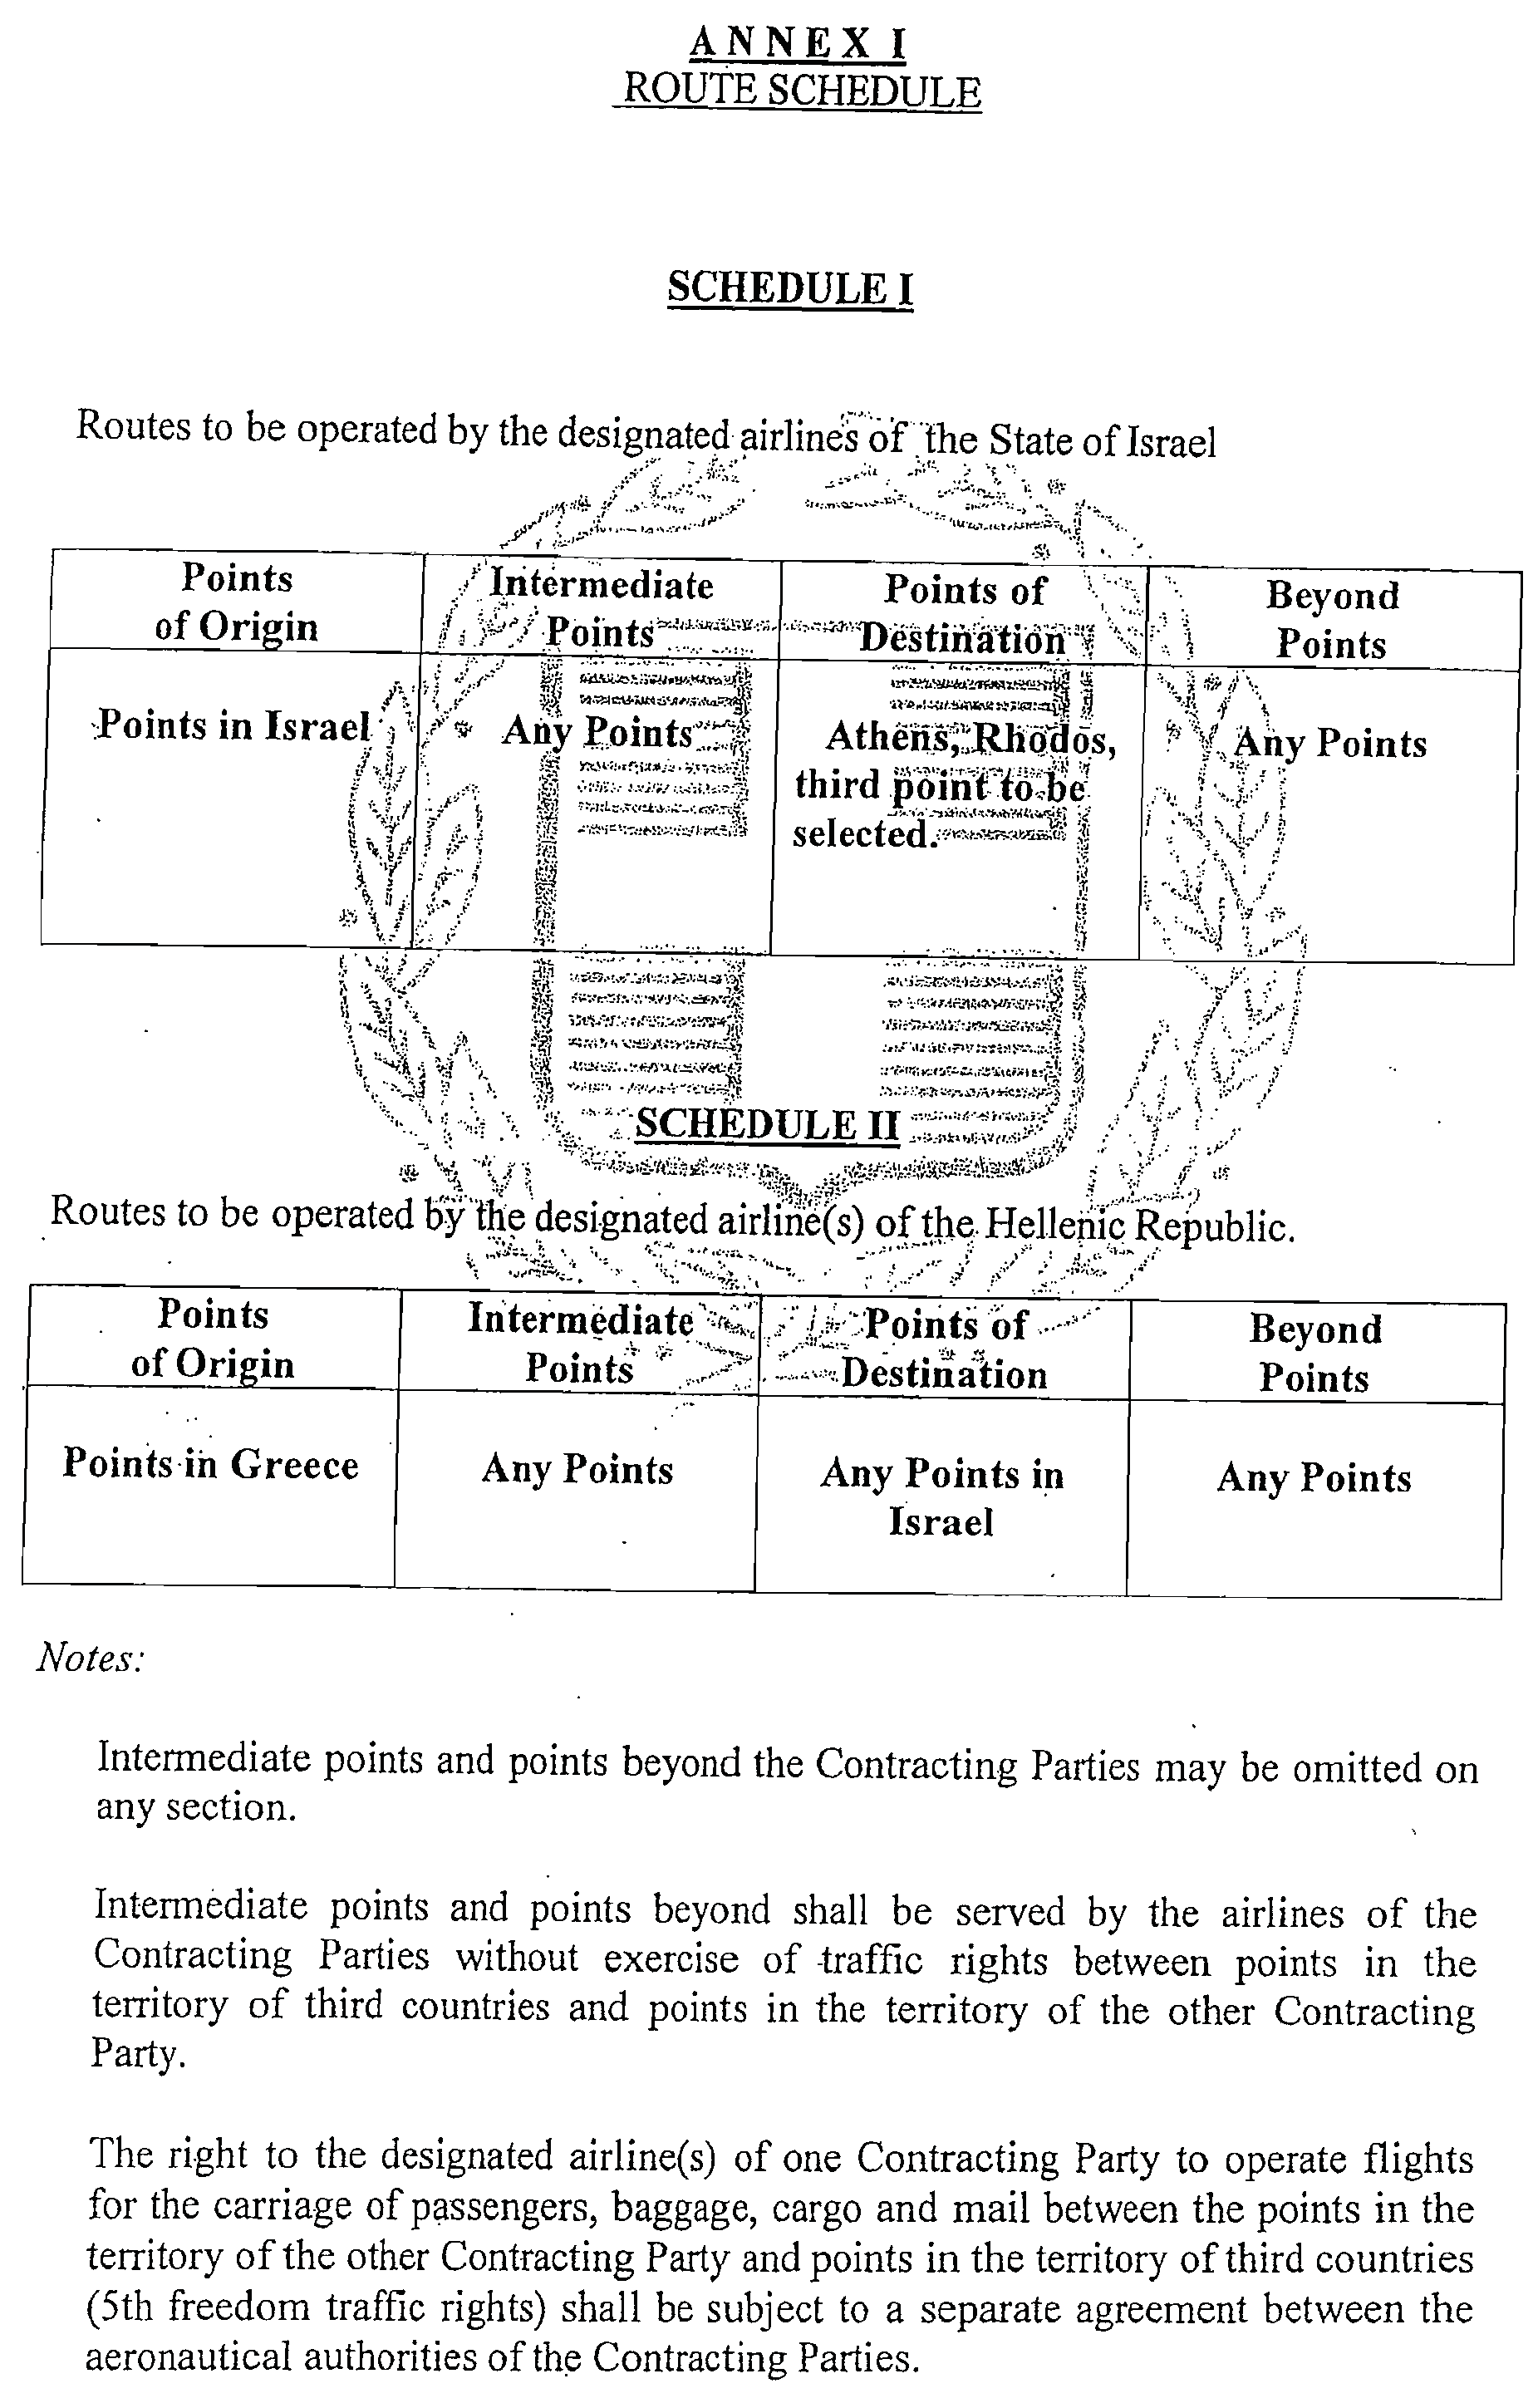 ANNEX I
ROUTE SCHEDULE
SCHEDULE I
Routes to be operated by the designated airlines of the State of Israel
Points of Origin
Intermediate Points
Points of Destination
Beyond Points
Points in Israel
Any Points
Athens, Rhodos,
third point to be
selected.
Any Points
SCHEDULE II
Routes to be operated by the designated airline(s) of the Hellenic Republic.
Points of Origin
Intermediate Points
Points of Destination
Beyond Points
Points in Greece
Any Points
Any Points in
Israel
Any Points
Notes:
Intermediate points and points beyond the Contracting Parties may be omitted on
any section.
Intermediate points and points beyond shall be served by the airlines of the
Contracting Parties without exercise of traffic rights between points in the
territory of third countries and points in the territory of the other Contracting
Party.
The right to the designated airline(s) of one Contracting Party to operate flights
for the carriage of passengers, baggage, cargo and mail between the points in the
territory of the other Contracting Party and points in the territory of third countries
(5th freedom traffic rights) shall be subject to a separate agreement between the
aeronautical authorities of the Contracting Parties.